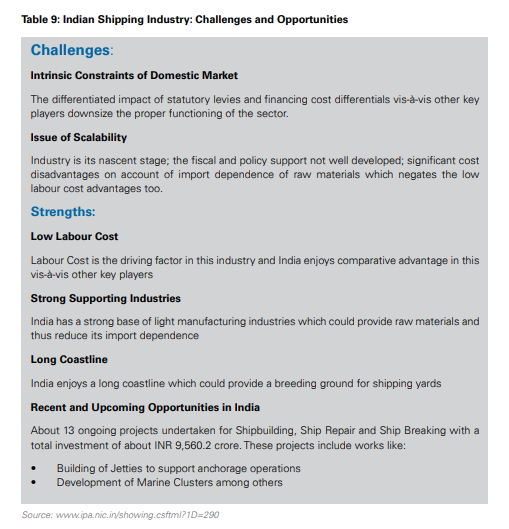 Table 9: Indian Shipping Industry: Challenges and Opportunities
Challenges:
Intrinsic Constraints of Domestic Market
The differentiated impact of statutory levies and financing cost differentials vis-à-vis other key
players downsize the proper functioning of the sector.
Issue of Scalability
Industry is its nascent stage; the fiscal and policy support not well developed; significant cost
disadvantages on account of import dependence of raw materials which negates the low
labour cost advantages too.
Strengths:
Low Labour Cost
Labour Cost is the driving factor in this industry and India enjoys comparative advantage in this
vis-à-vis other key players
Strong Supporting Industries
India has a strong base of light manufacturing industries which could provide raw materials and
thus reduce its import dependence
Long Coastline
India enjoys a long coastline which could provide a breeding ground for shipping yards
Recent and Upcoming Opportunities in India
About 13 ongoing projects undertaken for Shipbuilding, Ship Repair and Ship Breaking with a
total investment of about INR 9,560.2 crore. These projects include works like:
• Building of Jetties to support anchorage operations
• Development of Marine Clusters among others
Source: www.ipa.nic.in/showing.csftml?1D=290